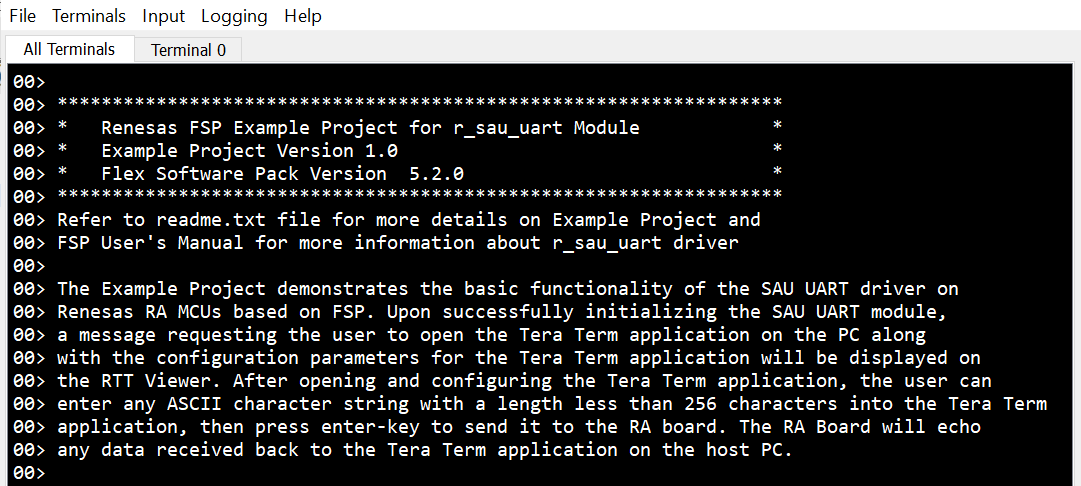 File Terminals Input Logging Help
All Terminals Terminal 0
00>
00> ******************************************************************
00> *   Renesas FSP Example Project for r_sau_uart Module            *
00> *   Example Project Version 1.0                                  *
00> *   Flex Software Pack Version  5.2.0                            *
00> ******************************************************************
00> Refer to readme.txt file for more details on Example Project and
00> FSP User's Manual for more information about r_sau_uart driver
00>
00> The Example Project demonstrates the basic functionality of the SAU UART driver on
00> Renesas RA MCUs based on FSP. Upon successfully initializing the SAU UART module,
00> a message requesting the user to open the Tera Term application on the PC along
00> with the configuration parameters for the Tera Term application will be displayed on
00> the RTT Viewer. After opening and configuring the Tera Term application, the user can
00> enter any ASCII character string with a length less than 256 characters into the Tera Term
00> application, then press enter-key to send it to the RA board. The RA Board will echo
00> any data received back to the Tera Term application on the host PC.
00>